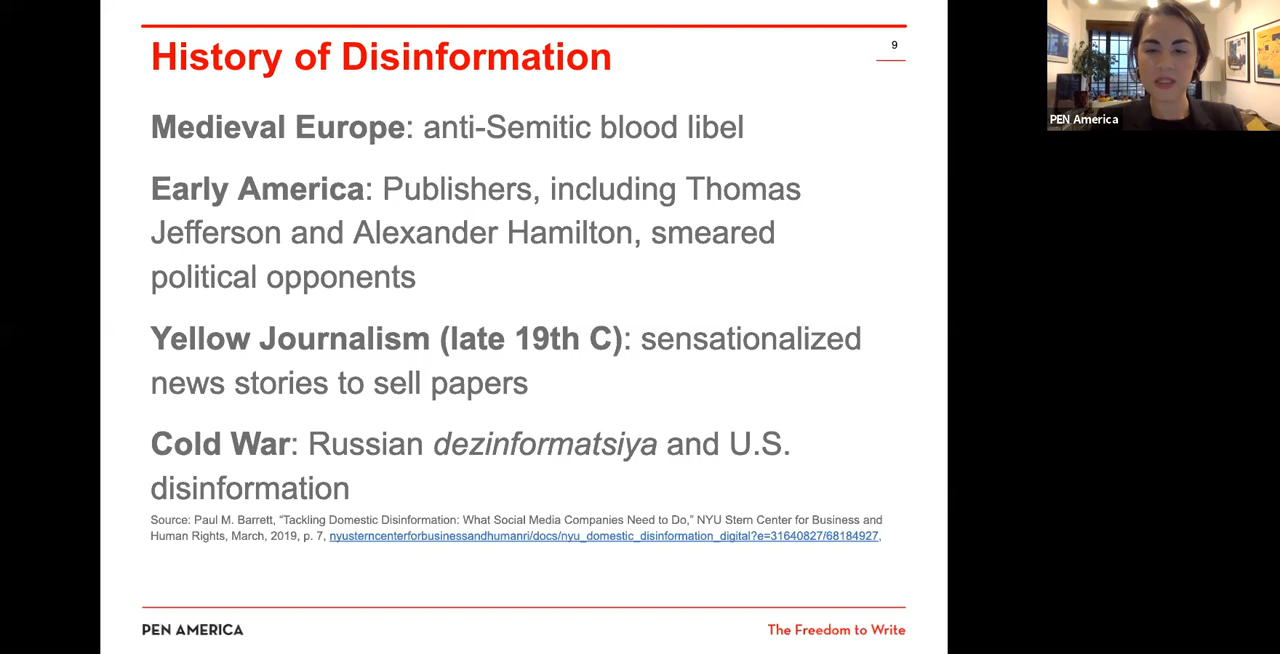 History of Disinformation
9
Medieval Europe: anti-Semitic blood libel
Early America: Publishers, including Thomas
Jefferson and Alexander Hamilton, smeared
political opponents
Yellow Journalism (late 19th C): sensationalized
news stories to sell papers
Cold War: Russian dezinformatsiya and U.S.
disinformation
Source: Paul M. Barrett, “Tackling Domestic Disinformation: What Social Media Companies Need to Do,” NYU Stern Center for Business and
Human Rights, March, 2019, p. 7, nyusterncenterforbusinessandhumanri/docs/nyu_domestic_disinformation_digital?e=31640827/68184927,
PEN AMERICA
The Freedom to Write
PEN America